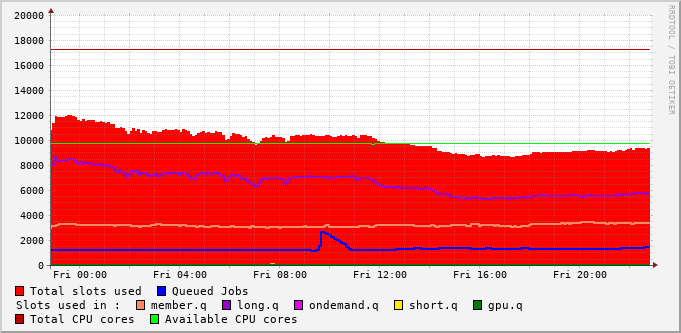 RRDTOOL / TOBI OETIKER
20000
18000
16000
14000
12000
10000
8000
6000
4000
2000
0
Fri 00:00 Fri 04:00 Fri 08:00 Fri 12:00 Fri 16:00 Fri 20:00
Total slots used Queued Jobs
Slots used in : member.q long.q ondemand.q short.q gpu.q
Total CPU cores Available CPU cores